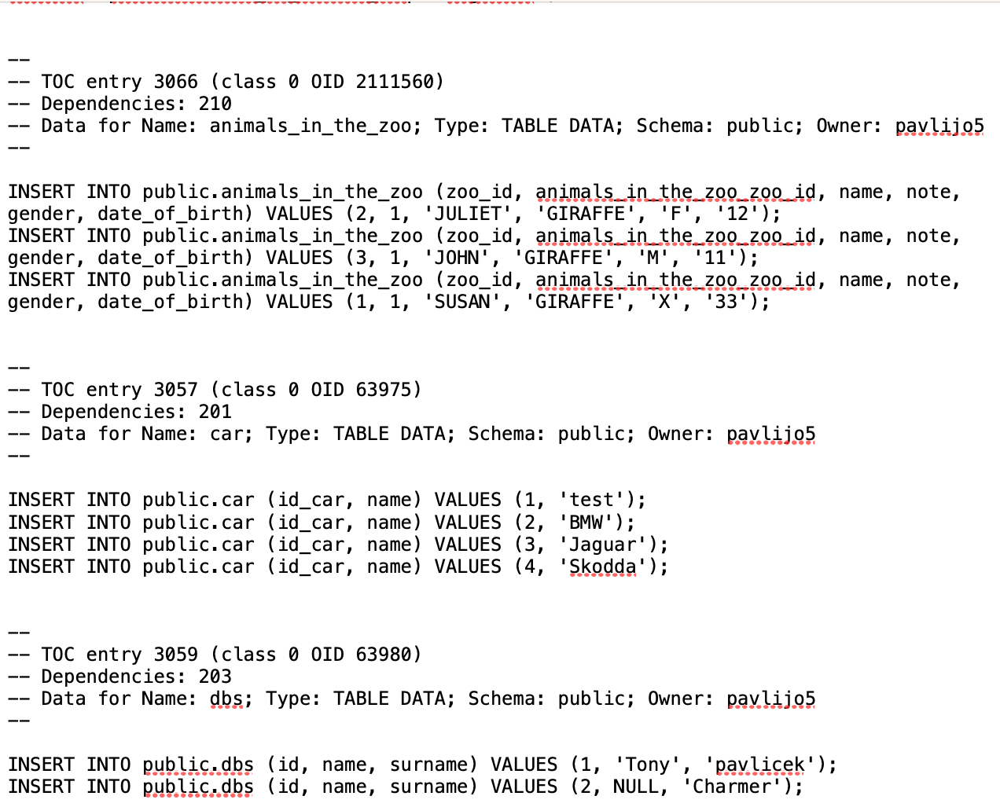 --
-- TOC entry 3066 (class 0 OID 2111560)
-- Dependencies: 210
-- Data for Name: animals_in_the_zoo; Type: TABLE DATA; Schema: public; Owner: pavlijo5
--
INSERT INTO public.animals_in_the_zoo (zoo_id, animals_in_the_zoo_zoo_id, name, note,
gender, date_of_birth) VALUES (2, 1, 'JULIET', 'GIRAFFE', 'F', '12');
INSERT INTO public.animals_in_the_zoo (zoo_id, animals_in_the_zoo_zoo_id, name, note,
gender, date_of_birth) VALUES (3, 1, 'JOHN', 'GIRAFFE', 'M', '11');
INSERT INTO public.animals_in_the_zoo (zoo_id, animals_in_the_zoo_zoo_id, name, note,
gender, date_of_birth) VALUES (1, 1, 'SUSAN', 'GIRAFFE', 'X', '33');
--
-- TOC entry 3057 (class 0 OID 63975)
-- Dependencies: 201
-- Data for Name: car; Type: TABLE DATA; Schema: public; Owner: pavlijo5
--
INSERT INTO public.car (id_car, name) VALUES (1, 'test');
INSERT INTO public.car (id_car, name) VALUES (2, 'BMW');
INSERT INTO public.car (id_car, name) VALUES (3, 'Jaguar');
INSERT INTO public.car (id_car, name) VALUES (4, 'Skodda');
--
-- TOC entry 3059 (class 0 OID 63980)
-- Dependencies: 203
-- Data for Name: dbs; Type: TABLE DATA; Schema: public; Owner: pavlijo5
--
INSERT INTO public.dbs (id, name, surname) VALUES (1, 'Tony', 'pavlicek');
INSERT INTO public.dbs (id, name, surname) VALUES (2, NULL, 'Charmer');